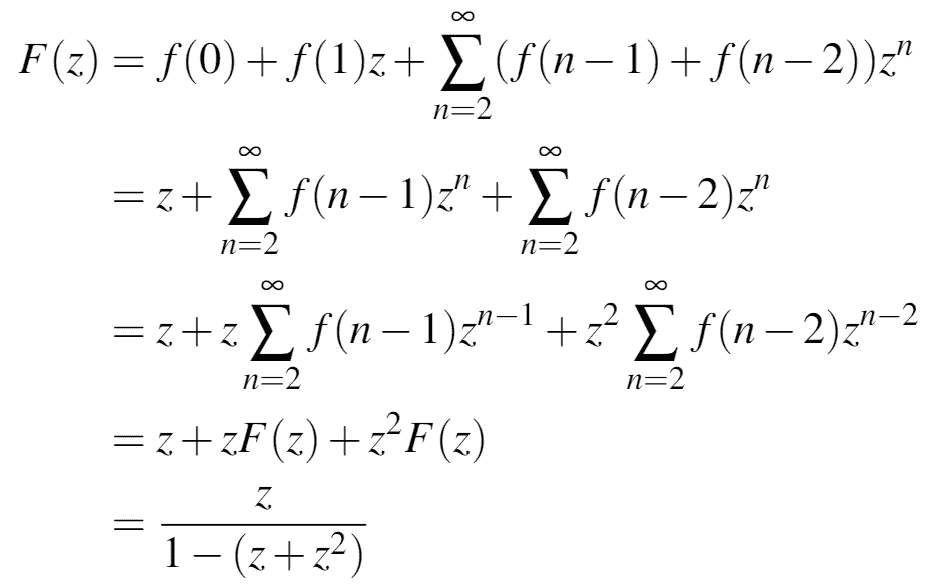 F(z) = f(0) + f(1)z + ∑_{n=2}^{∞} (f(n−1) + f(n−2))z^n
= z + ∑_{n=2}^{∞} f(n−1)z^n + ∑_{n=2}^{∞} f(n−2)z^n
= z + z ∑_{n=2}^{∞} f(n−1)z^{n−1} + z^2 ∑_{n=2}^{∞} f(n−2)z^{n−2}
= z + zF(z) + z^2F(z)
= \frac{z}{1−(z+z^2)}